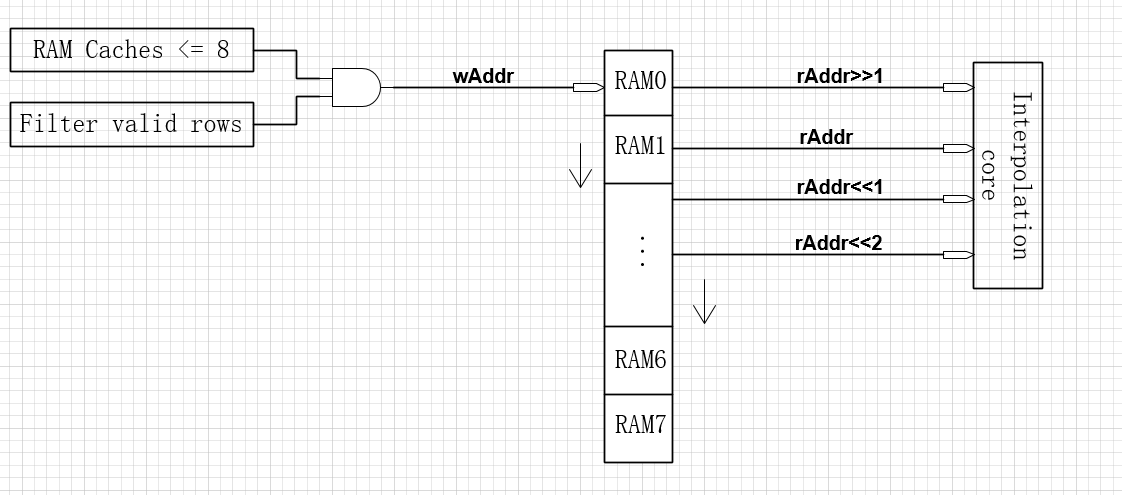 RAM Caches <= 8
Filter valid rows
wAddr
RAM0
RAM1
⋮
RAM6
RAM7
rAddr>>1
rAddr
rAddr<<1
rAddr<<2
Interpolation
core